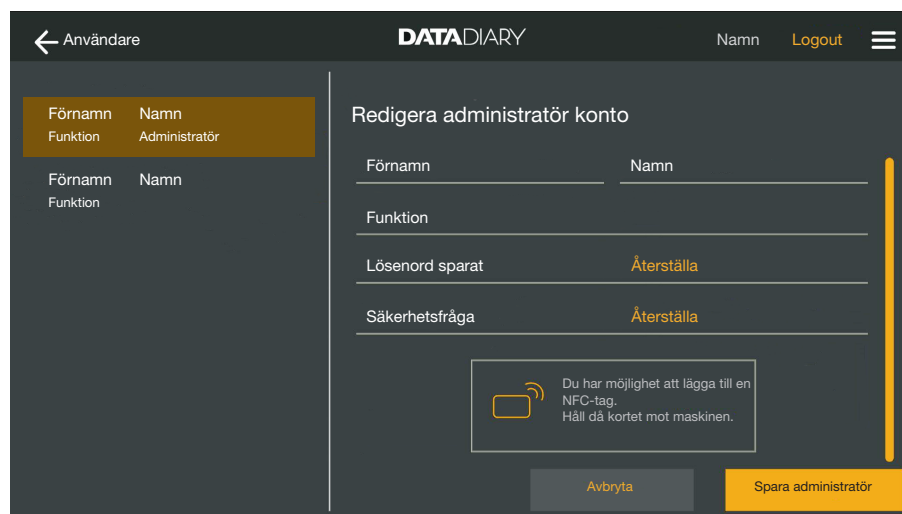 Användare
DATADIARY
Namn Logout
Förnamn Namn
Funktion Administratör
Förnamn Namn
Funktion
Redigera administratör konto
Förnamn Namn
Funktion
Lösenord sparat Återställa
Säkerhetsfråga Återställa
Du har möjlighet att lägga till en
NFC-tag.
Håll då kortet mot maskinen.
Avbryta Spara administratör